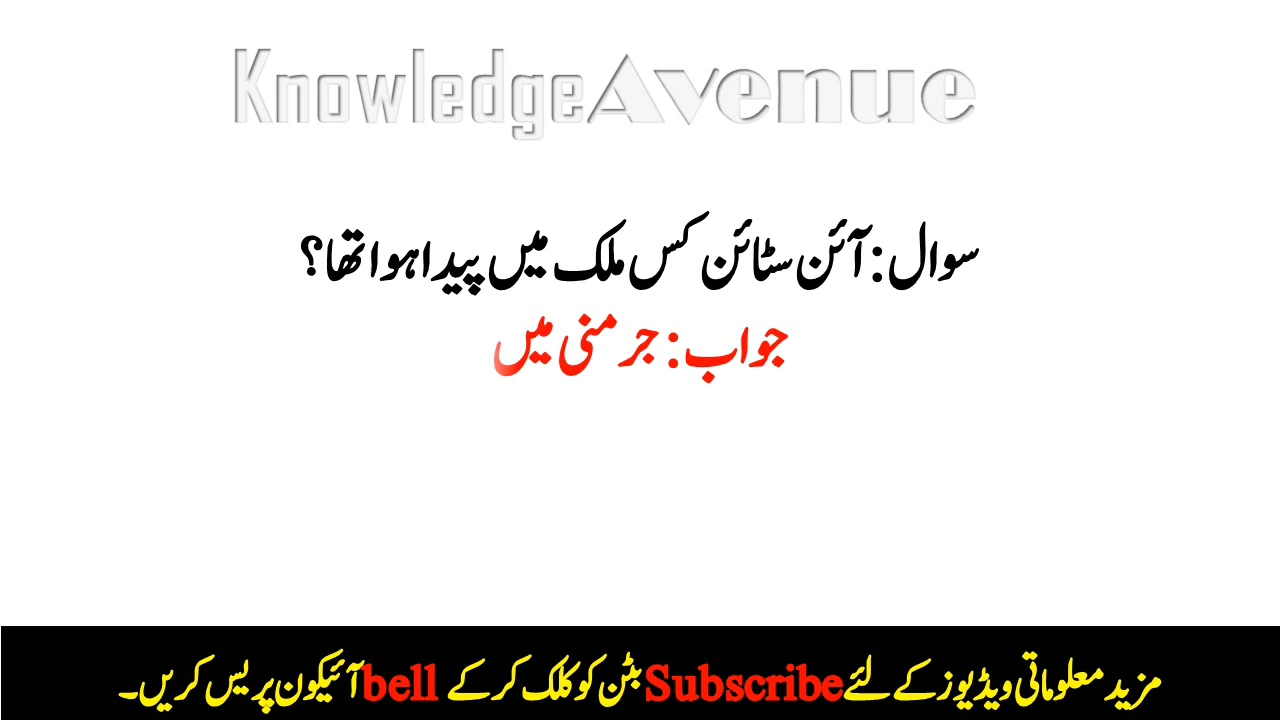 KnowledgeAvenue
سوال: آئن سٹائن کس ملک میں پیدا ہوا تھا؟
جواب: جرمنی میں
مزید معلوماتی ویڈیوز کے لئے Subscribe بٹن کو کلک کر کے bell آئیکون پریس کریں۔